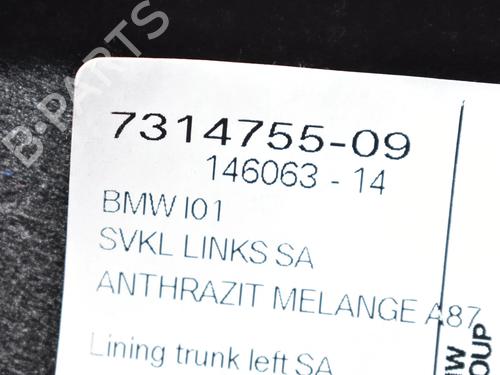 B-PARTS
7314755-09
146063 - 14
BMW I01
SVKL LINKS SA
ANTHRAZIT MELANGE A87
Lining trunk left SA